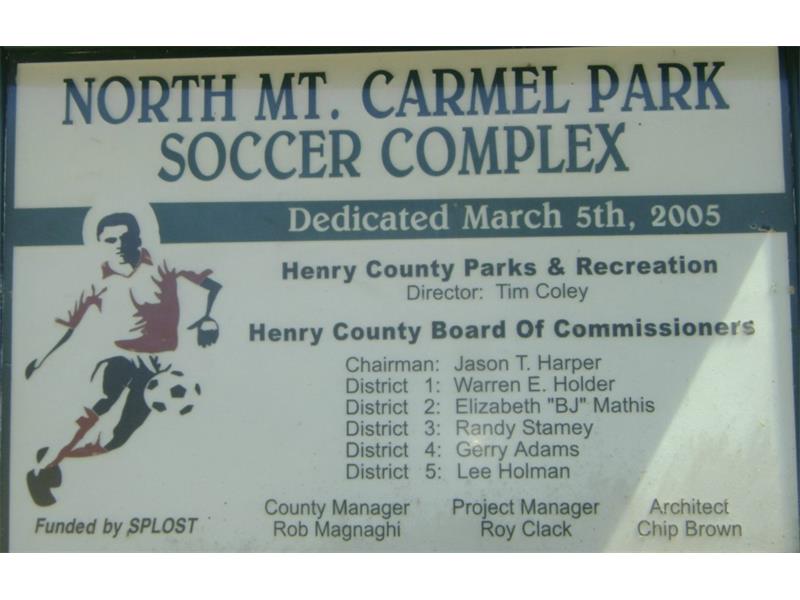 NORTH MT. CARMEL PARK
SOCCER COMPLEX
Dedicated March 5th, 2005
Henry County Parks & Recreation
Director: Tim Coley
Henry County Board Of Commissioners
Chairman: Jason T. Harper
District 1: Warren E. Holder
District 2: Elizabeth "BJ" Mathis
District 3: Randy Stamey
District 4: Gerry Adams
District 5: Lee Holman
County Manager Project Manager Architect
Rob Magnaghi Roy Clack Chip Brown
Funded by SPLOST